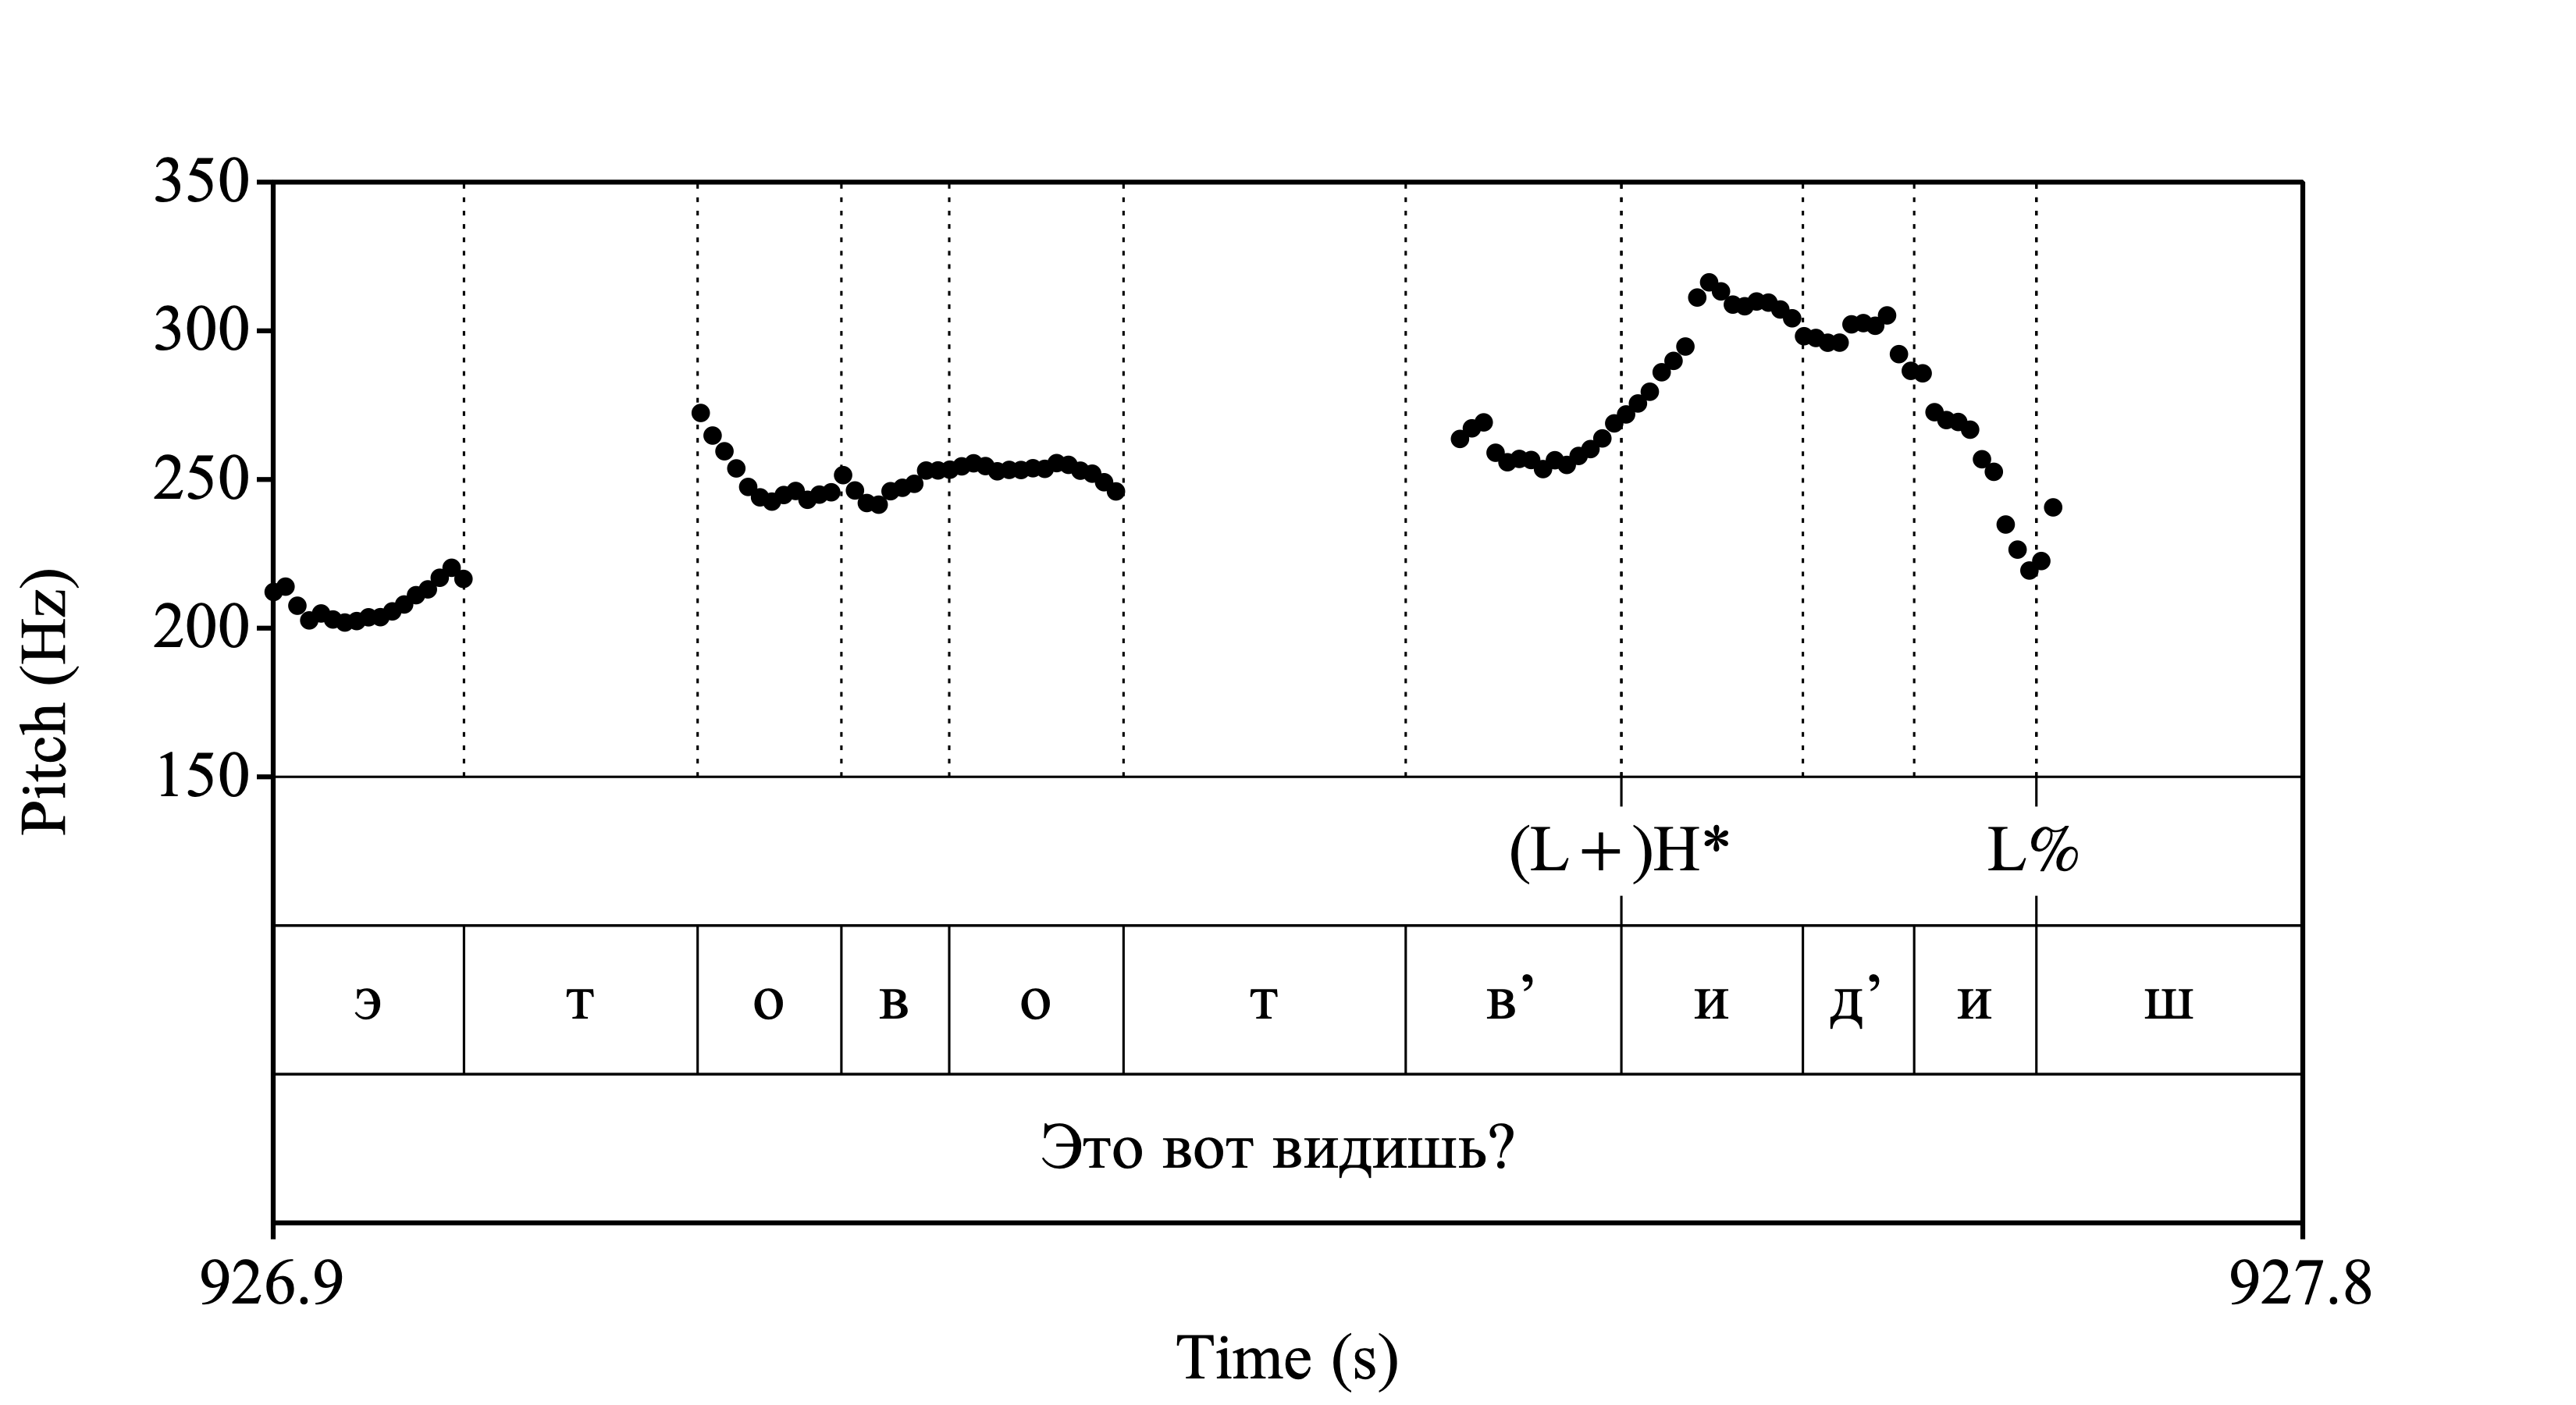 350
300
250
200
150
Pitch (Hz)
(L+)H* L%
э т о в о т в’ и д’ и ш
Это вот видишь?
926.9 927.8
Time (s)